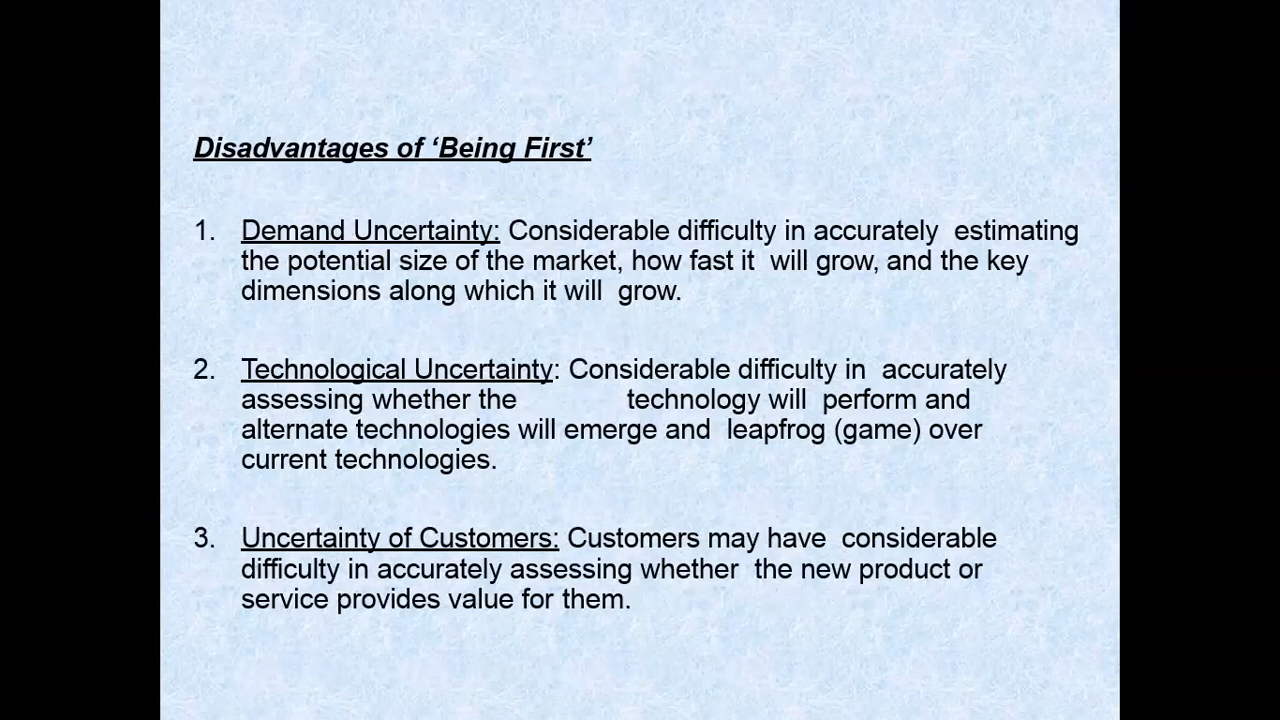 Disadvantages of ‘Being First’
1. Demand Uncertainty: Considerable difficulty in accurately estimating
the potential size of the market, how fast it will grow, and the key
dimensions along which it will grow.
2. Technological Uncertainty: Considerable difficulty in accurately
assessing whether the technology will perform and
alternate technologies will emerge and leapfrog (game) over
current technologies.
3. Uncertainty of Customers: Customers may have considerable
difficulty in accurately assessing whether the new product or
service provides value for them.